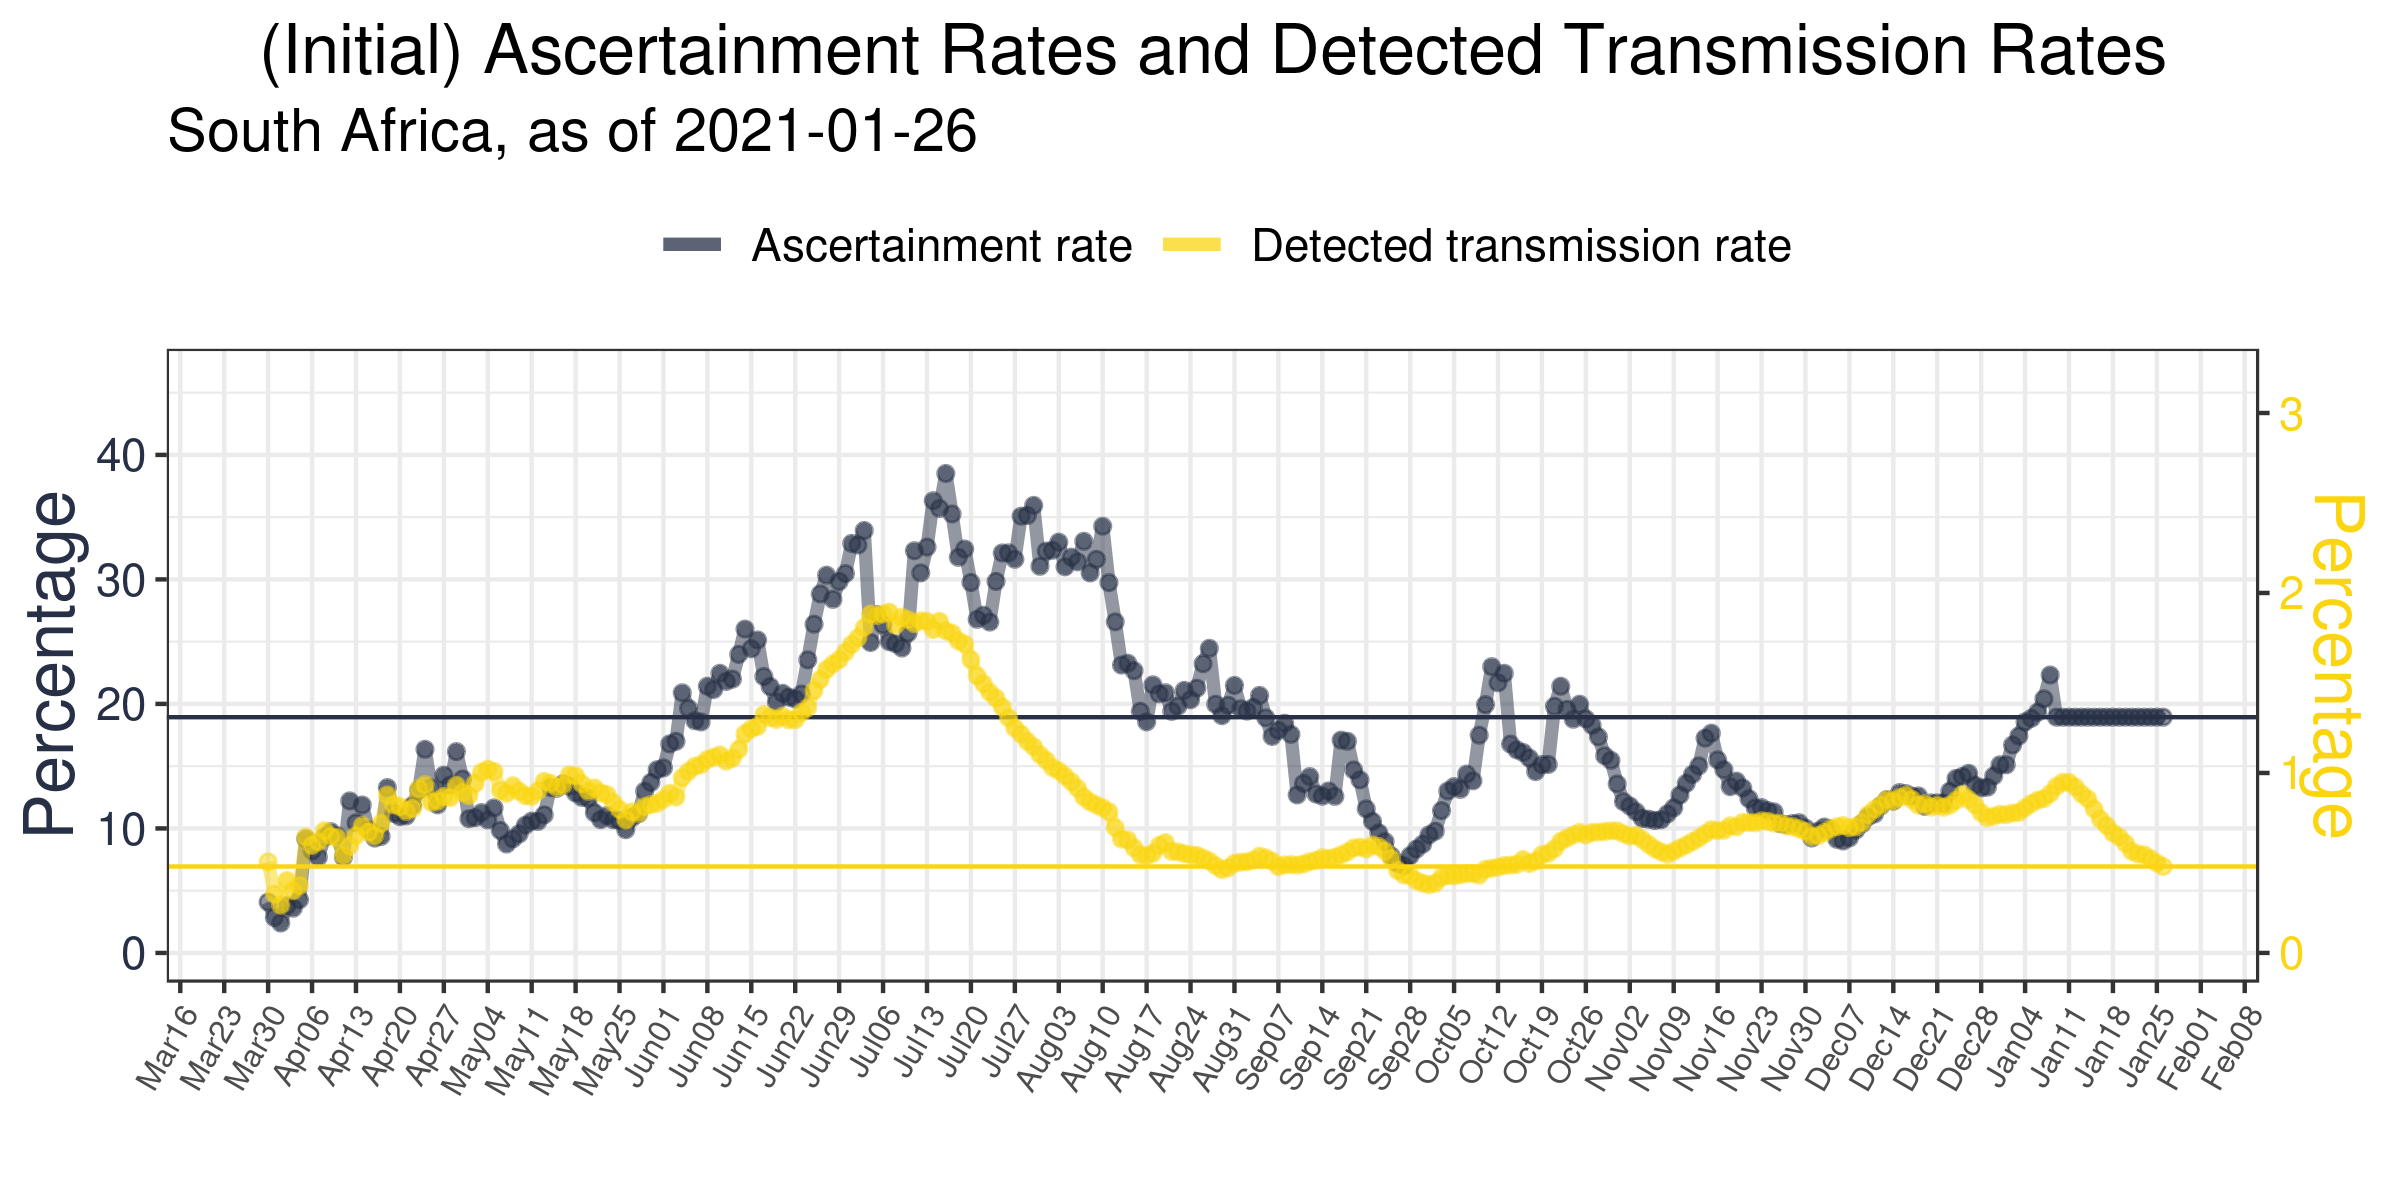 (Initial) Ascertainment Rates and Detected Transmission Rates
South Africa, as of 2021-01-26
Ascertainment rate
Detected transmission rate
Percentage
40
30
20
10
0
3
2
1
0
Percentage
Mar16
Mar23
Mar30
Apr06
Apr13
Apr20
Apr27
May04
May11
May18
May25
Jun01
Jun08
Jun15
Jun22
Jun29
Jul06
Jul13
Jul20
Jul27
Aug03
Aug10
Aug17
Aug24
Aug31
Sep07
Sep14
Sep21
Sep28
Oct05
Oct12
Oct19
Oct26
Nov02
Nov09
Nov16
Nov23
Nov30
Dec07
Dec14
Dec21
Dec28
Jan04
Jan11
Jan18
Jan25
Feb01
Feb08